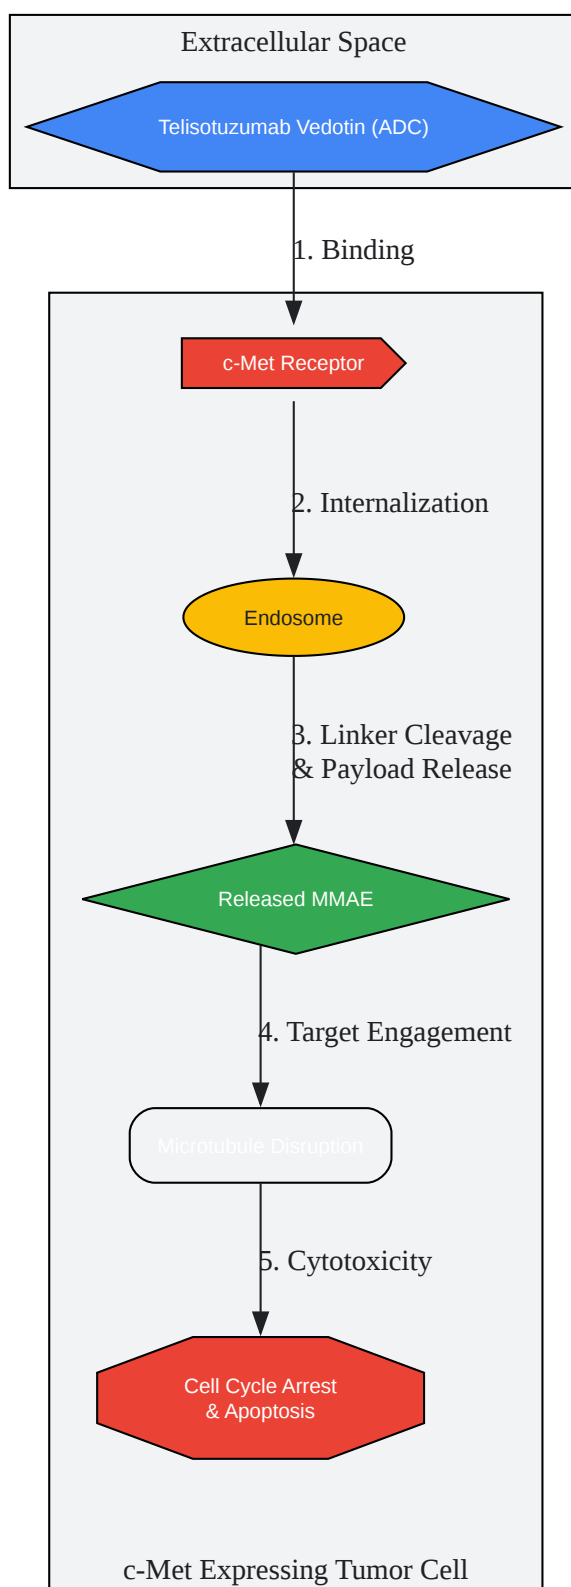 Extracellular Space
Telisotuzumab Vedotin (ADC)
1. Binding
c-Met Receptor
2. Internalization
Endosome
3. Linker Cleavage
& Payload Release
Released MMAE
4. Target Engagement
Microtubule Disruption
5. Cytotoxicity
Cell Cycle Arrest
& Apoptosis
c-Met Expressing Tumor Cell